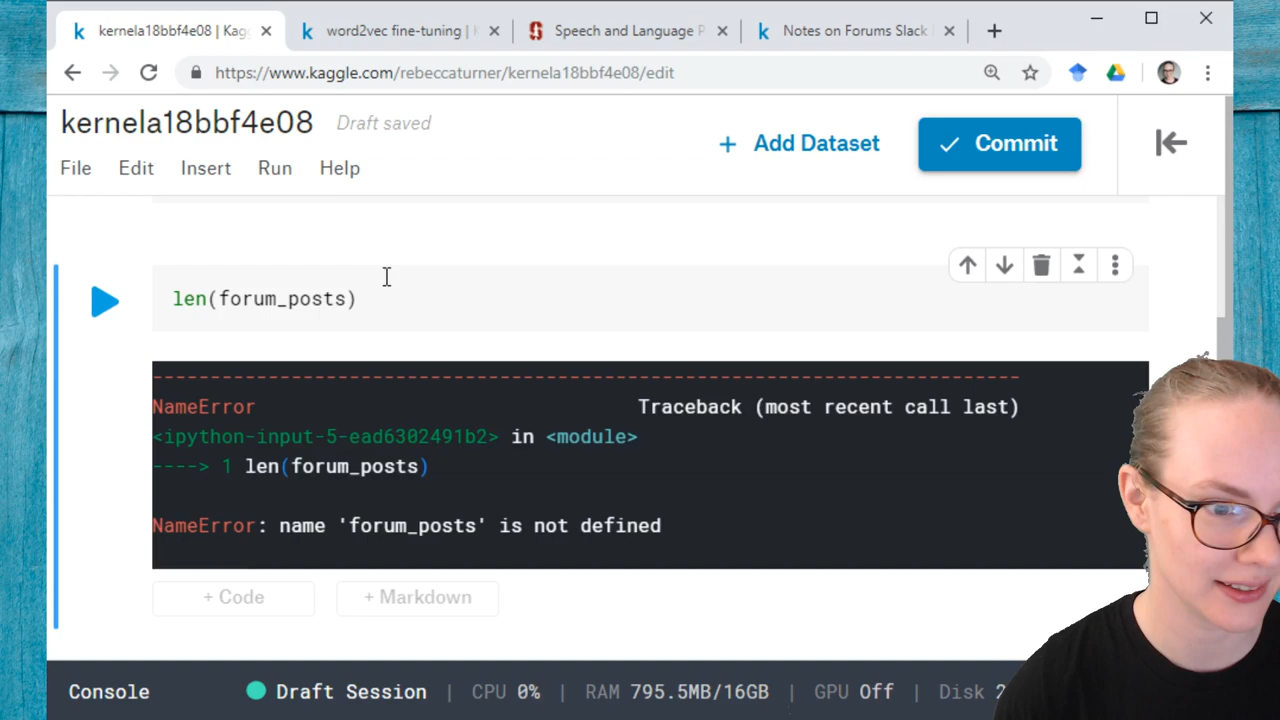 kernela18bbf4e08 | Kag
word2vec fine-tuning |
Speech and Language P
Notes on Forums Slack
https://www.kaggle.com/rebeccaturner/kernela18bbf4e08/edit
kernela18bbf4e08
Draft saved
+ Add Dataset
Commit
File
Edit
Insert
Run
Help
len(forum_posts)
---------------------------------------------------------------------------
NameError Traceback (most recent call last)
<ipython-input-5-ead6302491b2> in <module>
----> 1 len(forum_posts)
NameError: name 'forum_posts' is not defined
+ Code
+ Markdown
Console
Draft Session | CPU 0% | RAM 795.5MB/16GB | GPU Off | Disk 2